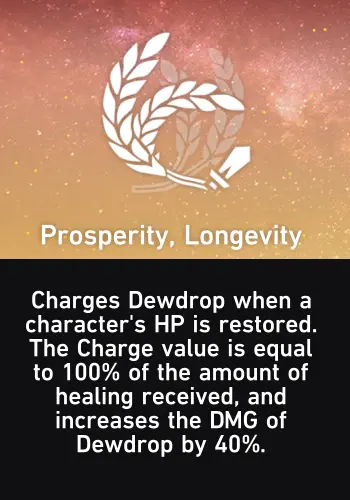 Prosperity, Longevity
Charges Dewdrop when a
character's HP is restored.
The Charge value is equal
to 100% of the amount of
healing received, and
increases the DMG of
Dewdrop by 40%.